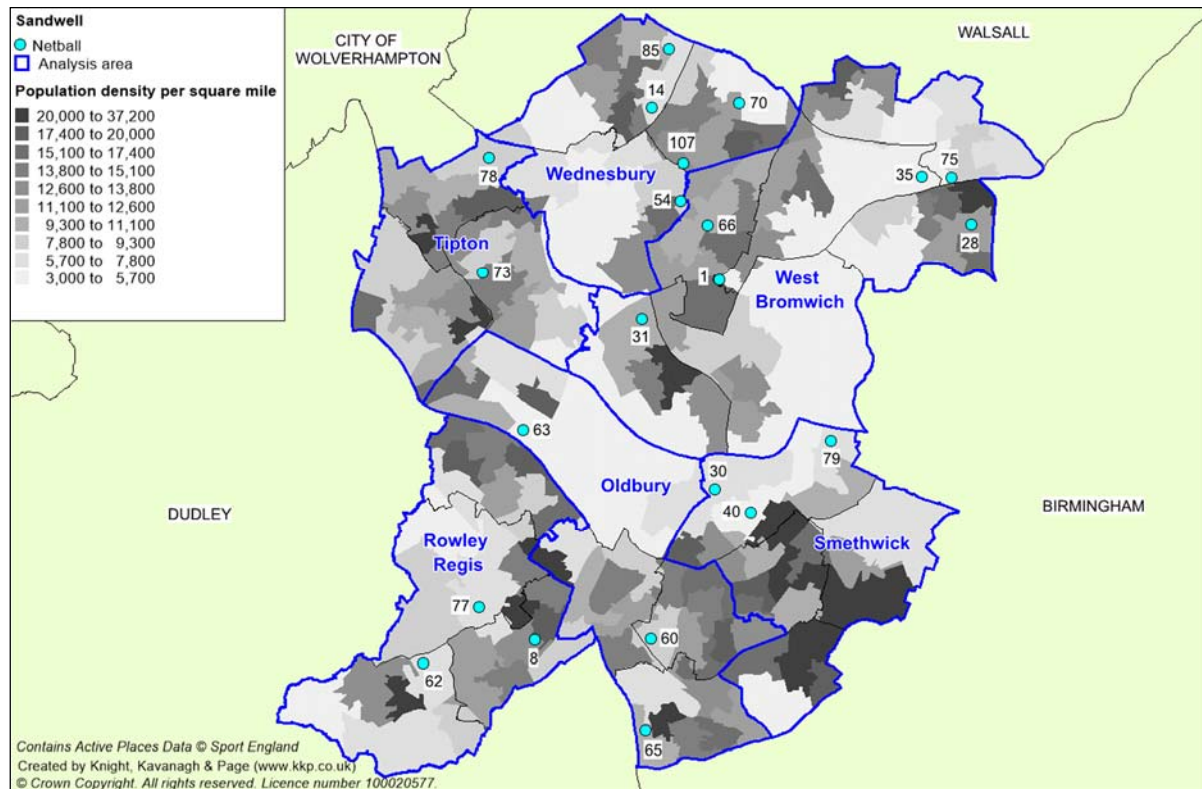 Sandwell
Netball
Analysis area
Population density per square mile
20,000 to 37,200
17,400 to 20,000
15,100 to 17,400
13,800 to 15,100
12,600 to 13,800
11,100 to 12,600
9,300 to 11,100
7,800 to 9,300
5,700 to 7,800
3,000 to 5,700
CITY OF
WOLVERHAMPTON
WALSALL
85
14
70
107
78
Wednesbury
35
75
54
66
28
Tipton
73
1
West
Bromwich
31
63
79
30
Oldbury
40
DUDLEY
BIRMINGHAM
Smethwick
Rowley
Regis
77
60
8
62
65
Contains Active Places Data © Sport England
Created by Knight, Kavanagh & Page (www.kkp.co.uk)
© Crown Copyright. All rights reserved. Licence number 100020577.